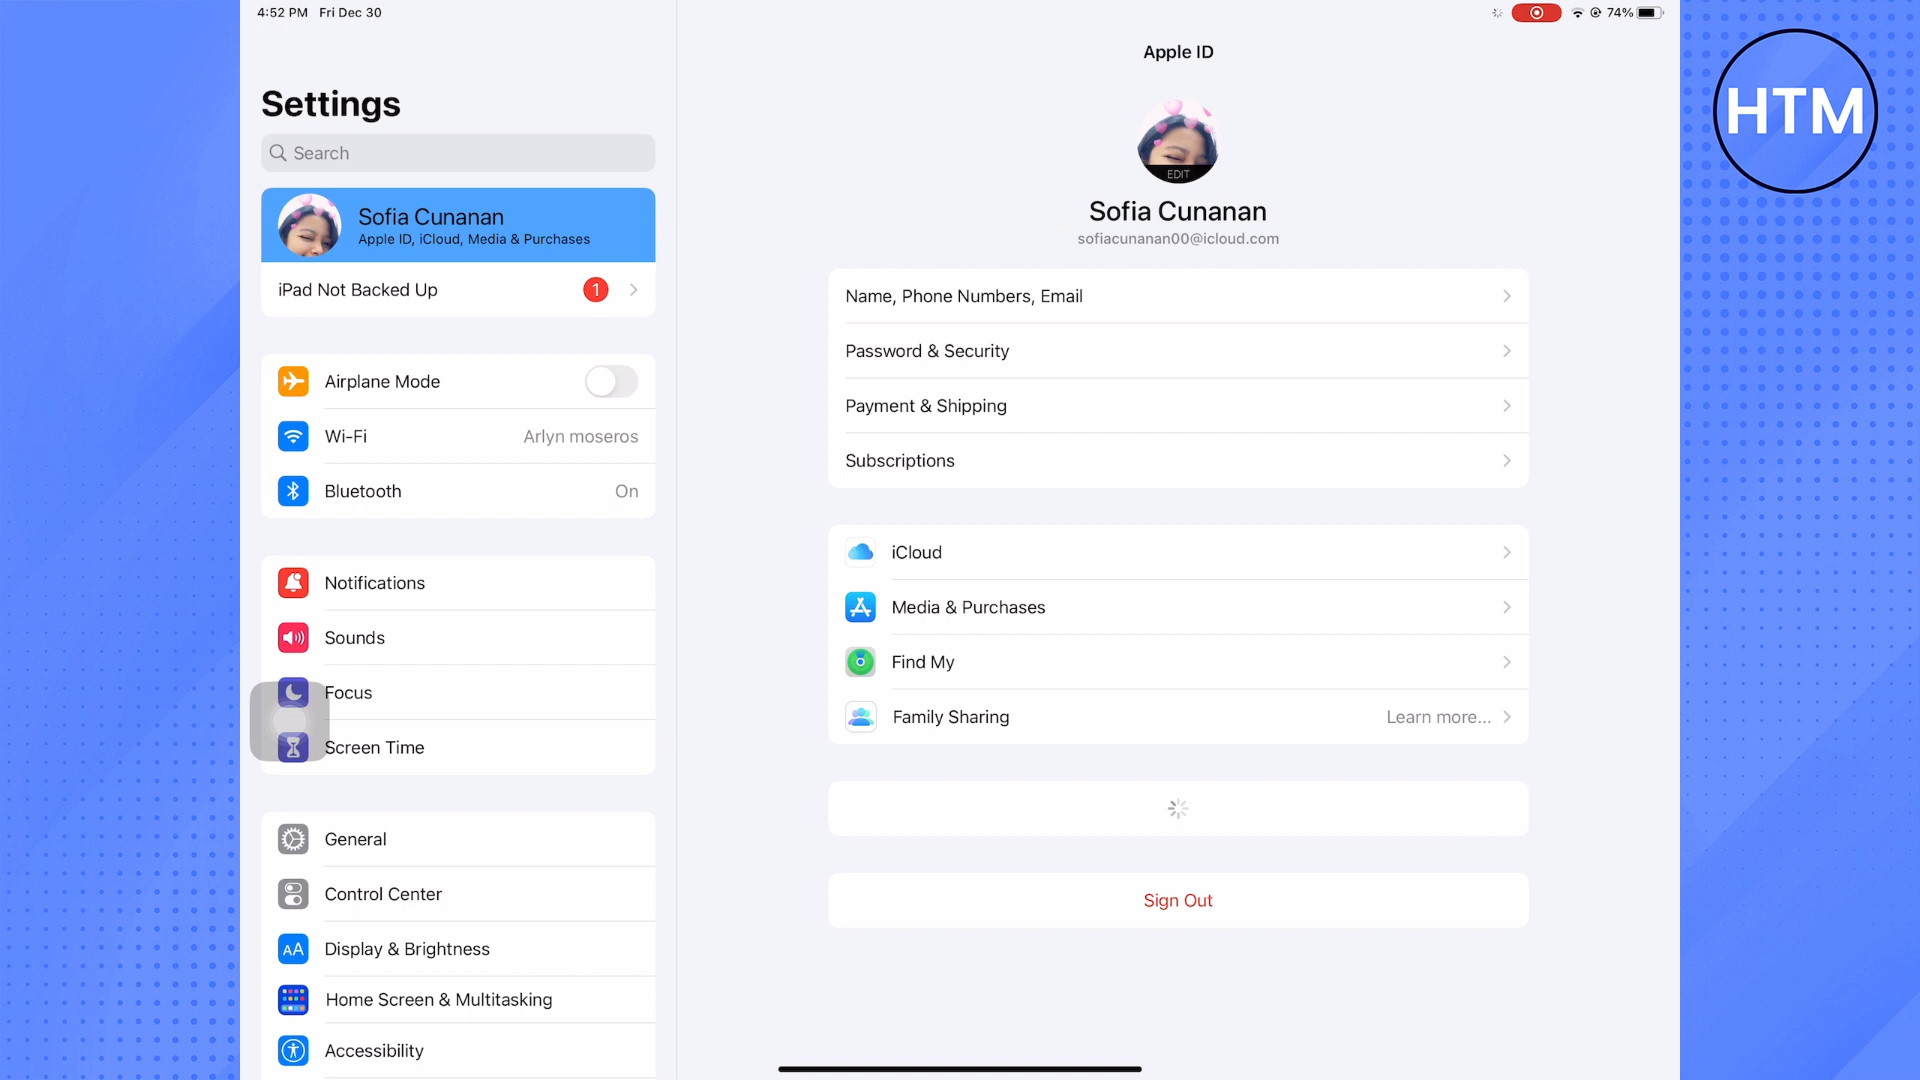 4:52 PM Fri Dec 30
74%
Settings
Search
Sofia Cunanan
Apple ID, iCloud, Media & Purchases
iPad Not Backed Up 1
Airplane Mode
Wi-Fi Arlyn moseros
Bluetooth On
Notifications
Sounds
Focus
Screen Time
General
Control Center
AA Display & Brightness
Home Screen & Multitasking
Accessibility
Apple ID
EDIT
Sofia Cunanan
sofiacunanan00@icloud.com
Name, Phone Numbers, Email
Password & Security
Payment & Shipping
Subscriptions
iCloud
Media & Purchases
Find My
Family Sharing Learn more...
Sign Out
HTM